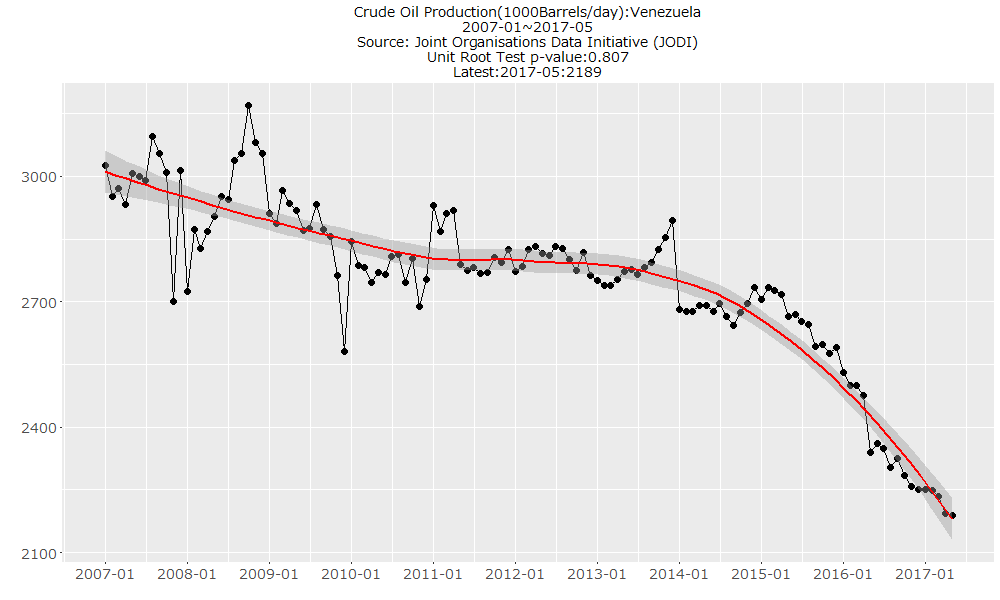 Crude Oil Production(1000Barrels/day):Venezuela
2007-01~2017-05
Source: Joint Organisations Data Initiative (JODI)
Unit Root Test p-value:0.807
Latest:2017-05:2189
3000
2700
2400
2100
2007-01 2008-01 2009-01 2010-01 2011-01 2012-01 2013-01 2014-01 2015-01 2016-01 2017-01